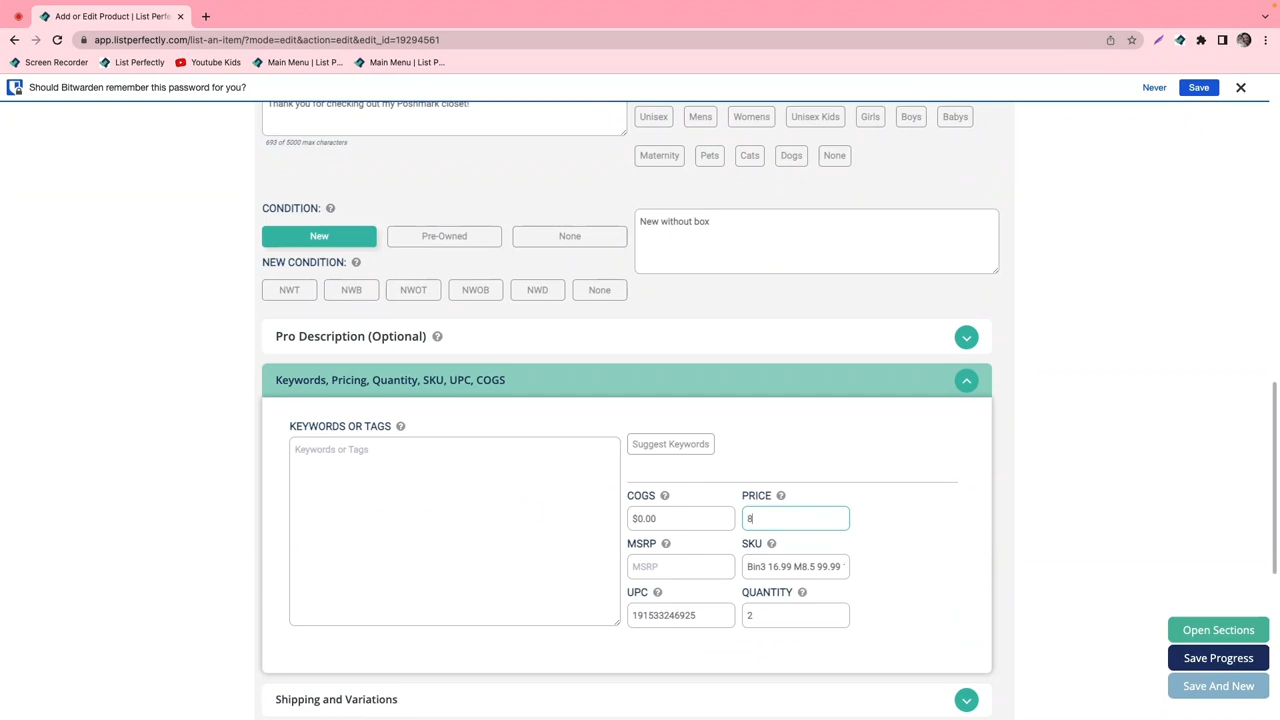 Add or Edit Product | List Perfe
app.listperfectly.com/list-an-item/?mode=edit&action=edit&edit_id=19294561
Screen Recorder
List Perfectly
Youtube Kids
Main Menu | List P...
Main Menu | List P...
Should Bitwarden remember this password for you?
Never
Save
Thank you for checking out my Poshmark closet!
693 of 5000 max characters
Unisex
Mens
Womens
Unisex Kids
Girls
Boys
Babys
Maternity
Pets
Cats
Dogs
None
CONDITION:
New
Pre-Owned
None
New without box
NEW CONDITION:
NWT
NWB
NWOT
NWOB
NWD
None
Pro Description (Optional)
Keywords, Pricing, Quantity, SKU, UPC, COGS
KEYWORDS OR TAGS
Keywords or Tags
Suggest Keywords
COGS
PRICE
$0.00
8
MSRP
SKU
MSRP
Bin3 16.99 M8.5 99.99
UPC
QUANTITY
191533246925
2
Shipping and Variations
Open Sections
Save Progress
Save And New